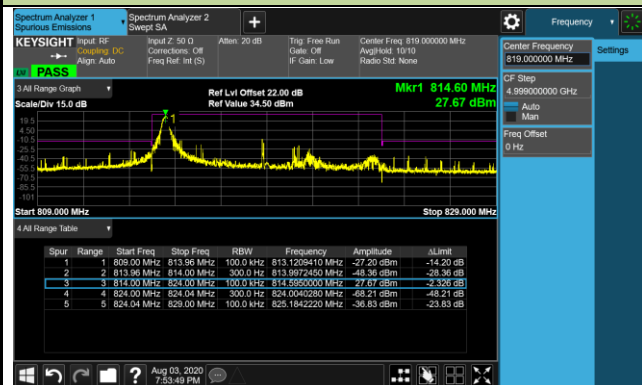 Spectrum Analyzer 1
Spurious Emissions
Spectrum Analyzer 2
Swept SA
Frequency
KEYSIGHT
Input: RF
Coupling: DC
Align: Auto
Input Z: 50 Ω
Corrections: Off
Freq Ref: Int (S)
Atten: 20 dB
Trig: Free Run
Gate: Off
IF Gain: Low
Center Freq: 819.000000 MHz
Avg|Hold: 10/10
Radio Std: None
PASS
Center Frequency
819.000000 MHz
Settings
CF Step
4.999000000 GHz
Auto
Man
Freq Offset
0 Hz
3 All Range Graph
Ref Lvl Offset 22.00 dB
Mkr1 814.60 MHz
Scale/Div 15.0 dB
Ref Value 34.50 dBm
27.67 dBm
1
19.5
4.50
-10.5
-25.5
-40.5
-55.5
-70.5
-85.5
-101
Start 809.000 MHz
Stop 829.000 MHz
4 All Range Table
Spur Range Start Freq Stop Freq RBW Frequency Amplitude ΔLimit
1 1 809.00 MHz 813.96 MHz 100.0 kHz 813.1209410 MHz -27.20 dBm -14.20 dB
2 2 813.96 MHz 814.00 MHz 300.0 Hz 813.9972450 MHz -48.36 dBm -28.36 dB
3 3 814.00 MHz 824.00 MHz 100.0 kHz 814.5950000 MHz 27.67 dBm -2.326 dB
4 4 824.00 MHz 824.04 MHz 300.0 Hz 824.0040280 MHz -68.21 dBm -48.21 dB
5 5 824.04 MHz 829.00 MHz 100.0 kHz 825.1842220 MHz -36.83 dBm -23.83 dB
Aug 03, 2020
7:53:49 PM